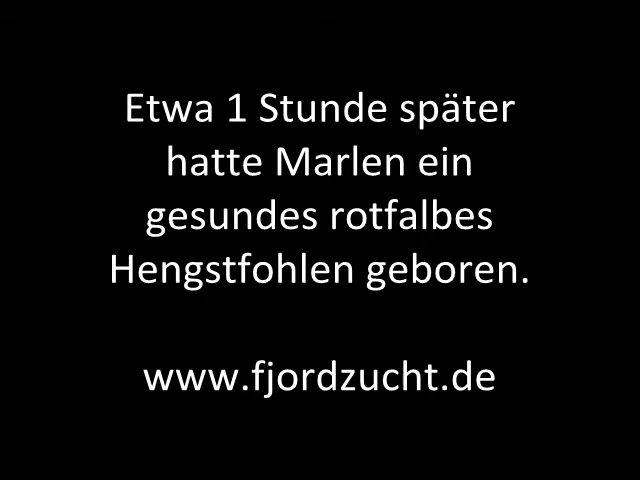 Etwa 1 Stunde später
hatte Marlen ein
gesundes rotfalbes
Hengstfohlen geboren.
www.fjordzucht.de